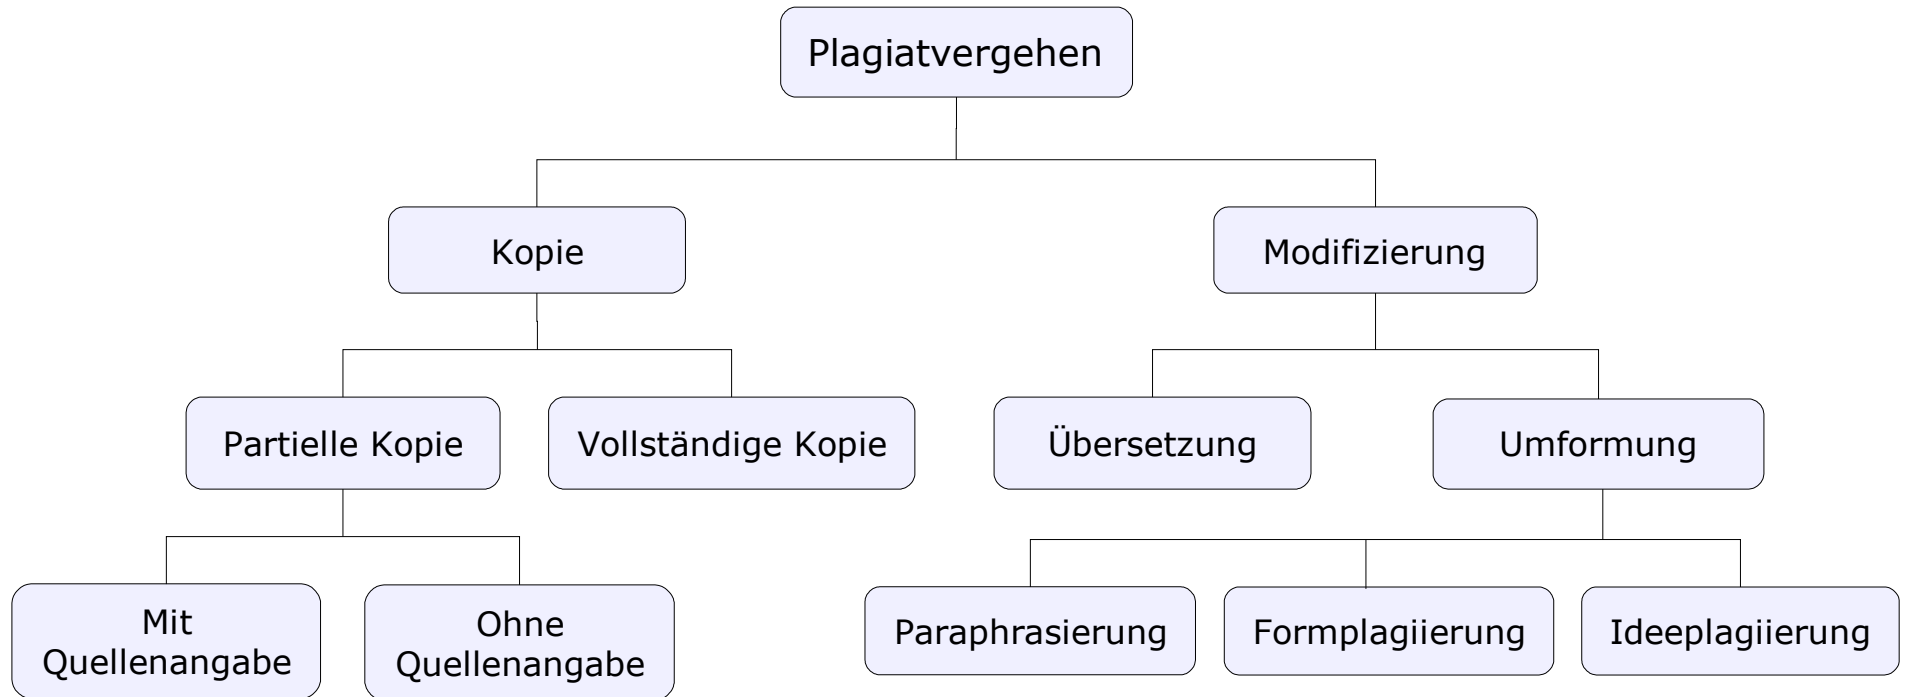 Plagiatvergehen
Kopie
Modifizierung
Partielle Kopie
Vollständige Kopie
Übersetzung
Umformung
Mit
Quellenangabe
Ohne
Quellenangabe
Paraphrasierung
Formplagiierung
Ideeplagiierung